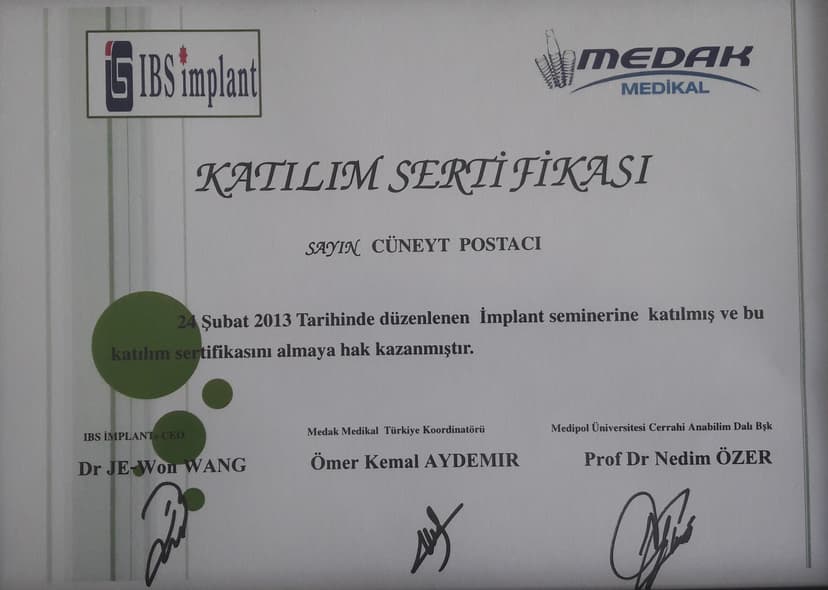 IBS implant
MEDAK
MEDİKAL
KATILIM SERTİFİKASI
SAYIN CÜNEYT POSTACI
24 Şubat 2013 Tarihinde düzenlenen İmplant seminerine katılmış ve bu
katılım sertifikasını almaya hak kazanmıştır.
IBS İMPLANT CEO
Medak Medikal Türkiye Koordinatörü
Medipol Üniversitesi Cerrahi Anabilim Dalı Bşk
Dr JE-Won WANG
Ömer Kemal AYDEMIR
Prof Dr Nedim ÖZER